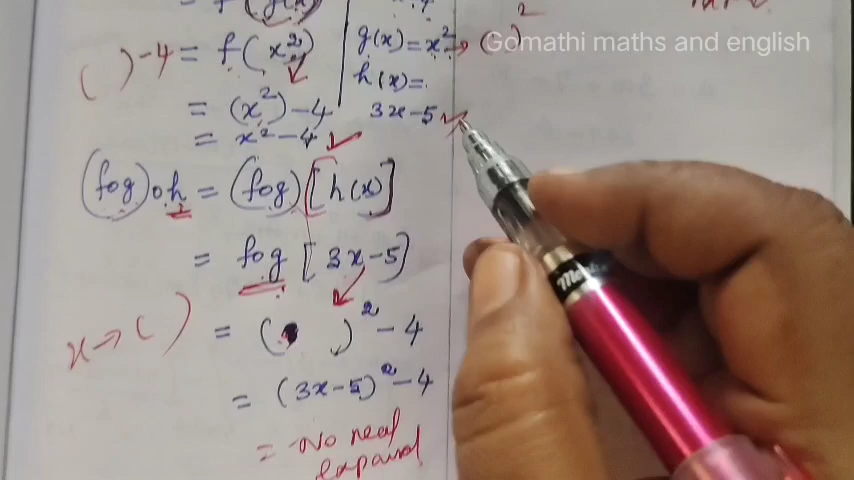 = f(g(x))
( ) - 4 = f(x²)
= (x²) - 4
= x² - 4
g(x) = x² → ( )²
h(x) =
3x - 5
Gomathi maths and english
(fog)oh = (fog)[h(x)]
= fog [3x - 5]
x → ( ) = ( )² - 4
= (3x - 5)² - 4
= No need
expand